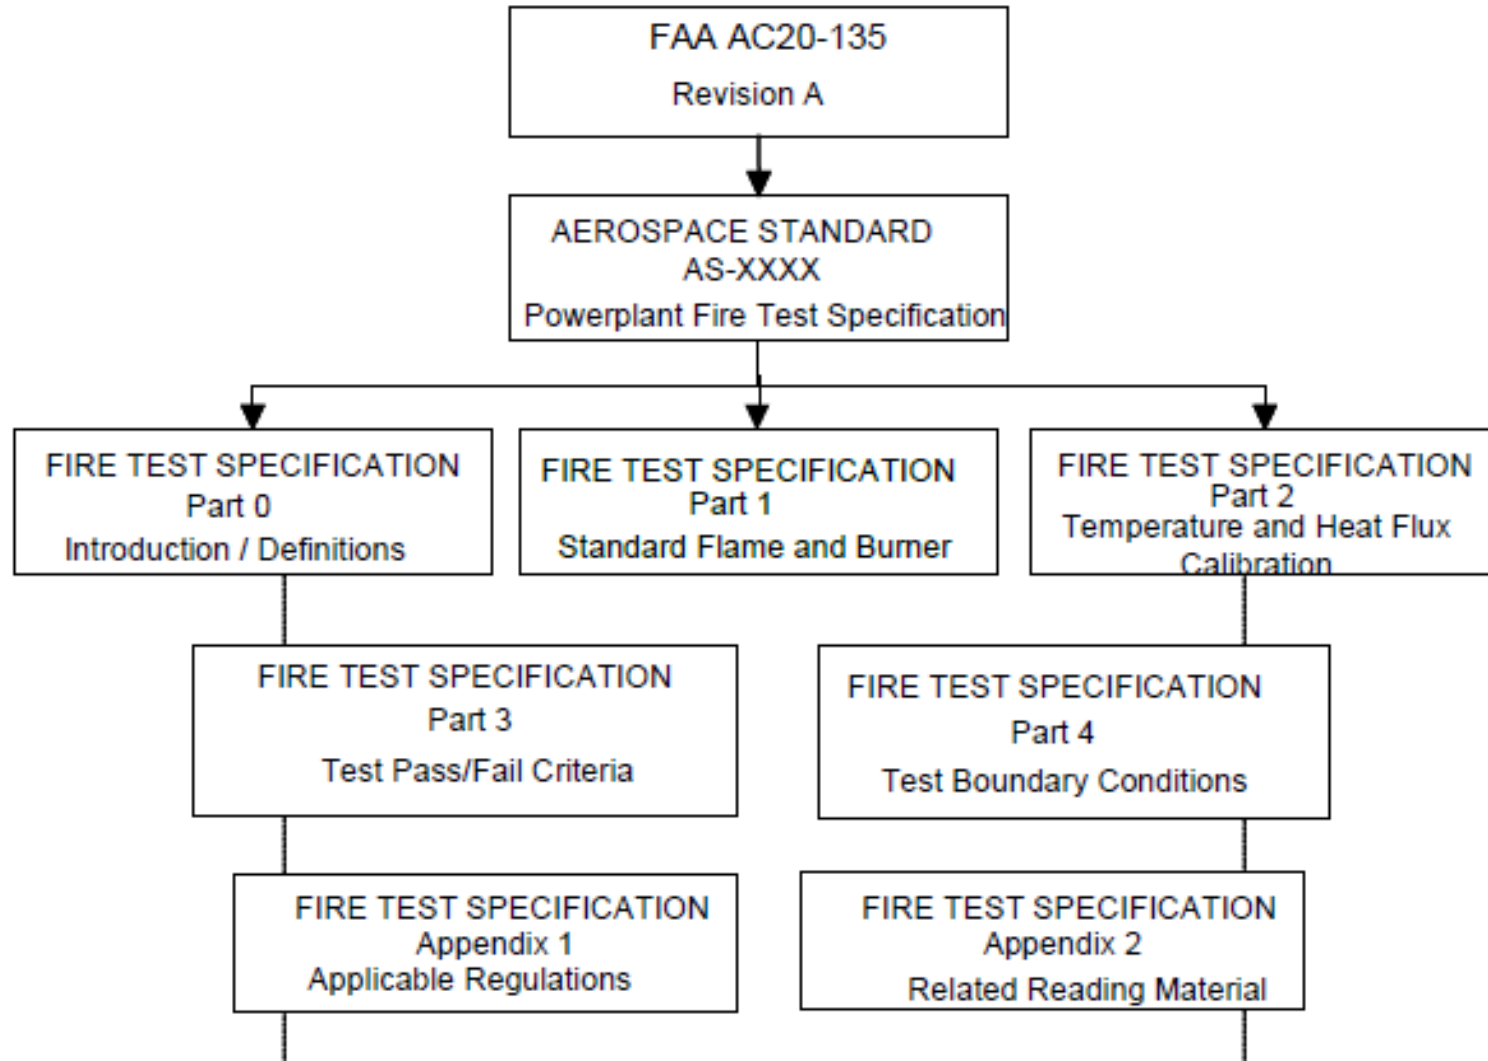 FAA AC20-135
Revision A
AEROSPACE STANDARD
AS-XXXX
Powerplant Fire Test Specification
FIRE TEST SPECIFICATION
Part 0
Introduction / Definitions
FIRE TEST SPECIFICATION
Part 1
Standard Flame and Burner
FIRE TEST SPECIFICATION
Part 2
Temperature and Heat Flux
Calibration
FIRE TEST SPECIFICATION
Part 3
Test Pass/Fail Criteria
FIRE TEST SPECIFICATION
Part 4
Test Boundary Conditions
FIRE TEST SPECIFICATION
Appendix 1
Applicable Regulations
FIRE TEST SPECIFICATION
Appendix 2
Related Reading Material